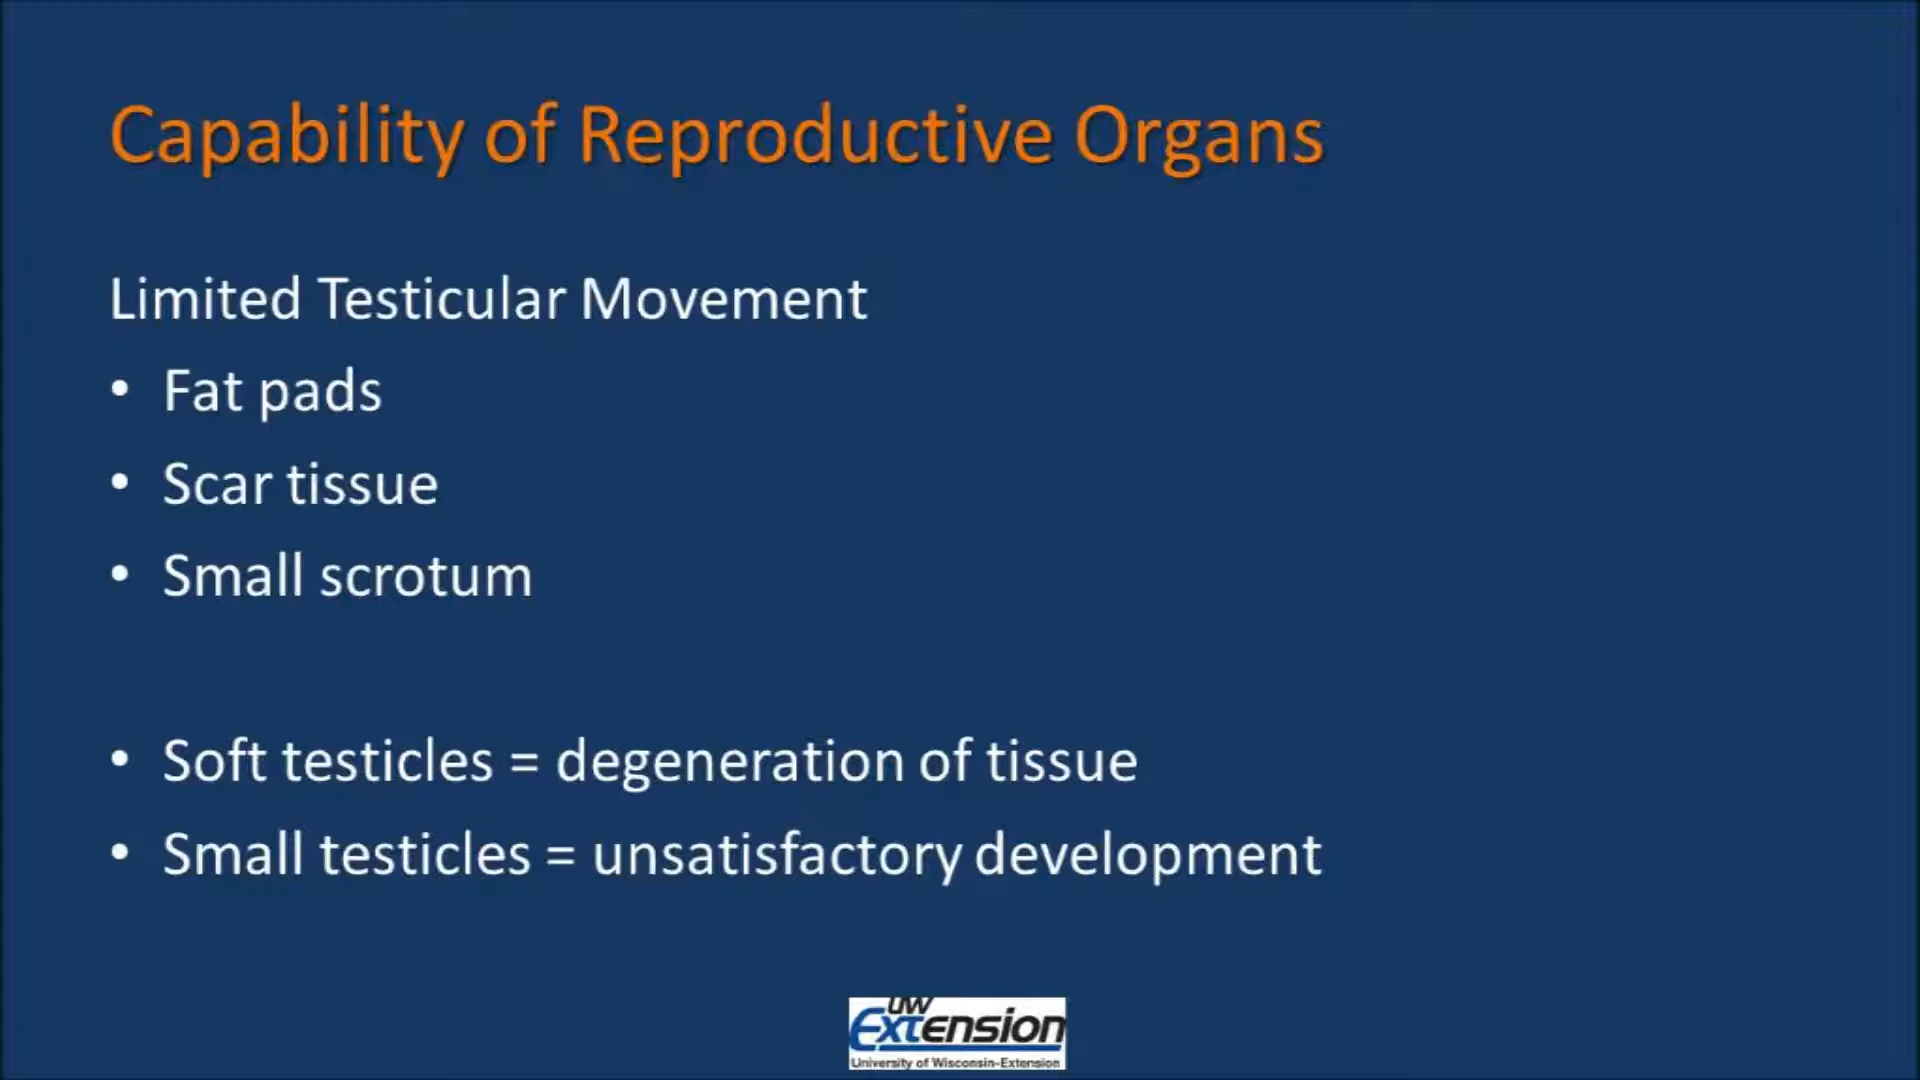 Capability of Reproductive Organs
Limited Testicular Movement
• Fat pads
• Scar tissue
• Small scrotum
• Soft testicles = degeneration of tissue
• Small testicles = unsatisfactory development
UW
Extension
University of Wisconsin-Extension